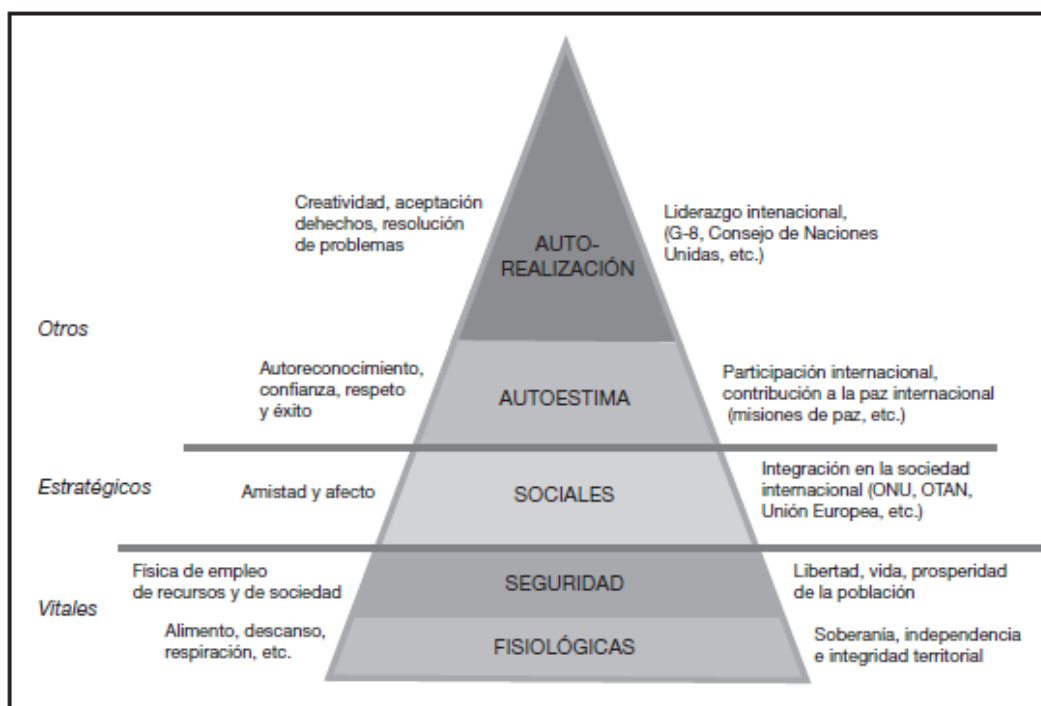 Creatividad, aceptación
dehechos, resolución
de problemas
AUTO-
REALIZACIÓN
Liderazgo intenacional,
(G-8, Consejo de Naciones
Unidas, etc.)
Otros
Autoreconocimiento,
confianza, respeto
y éxito
AUTOESTIMA
Participación internacional,
contribución a la paz internacional
(misiones de paz, etc.)
Estratégicos
Amistad y afecto
SOCIALES
Integración en la sociedad
internacional (ONU, OTAN,
Unión Europea, etc.)
Vitales
Física de empleo
de recursos y de sociedad
SEGURIDAD
Libertad, vida, prosperidad
de la población
Alimento, descanso,
respiración, etc.
FISIOLÓGICAS
Soberanía, independencia
e integridad territorial